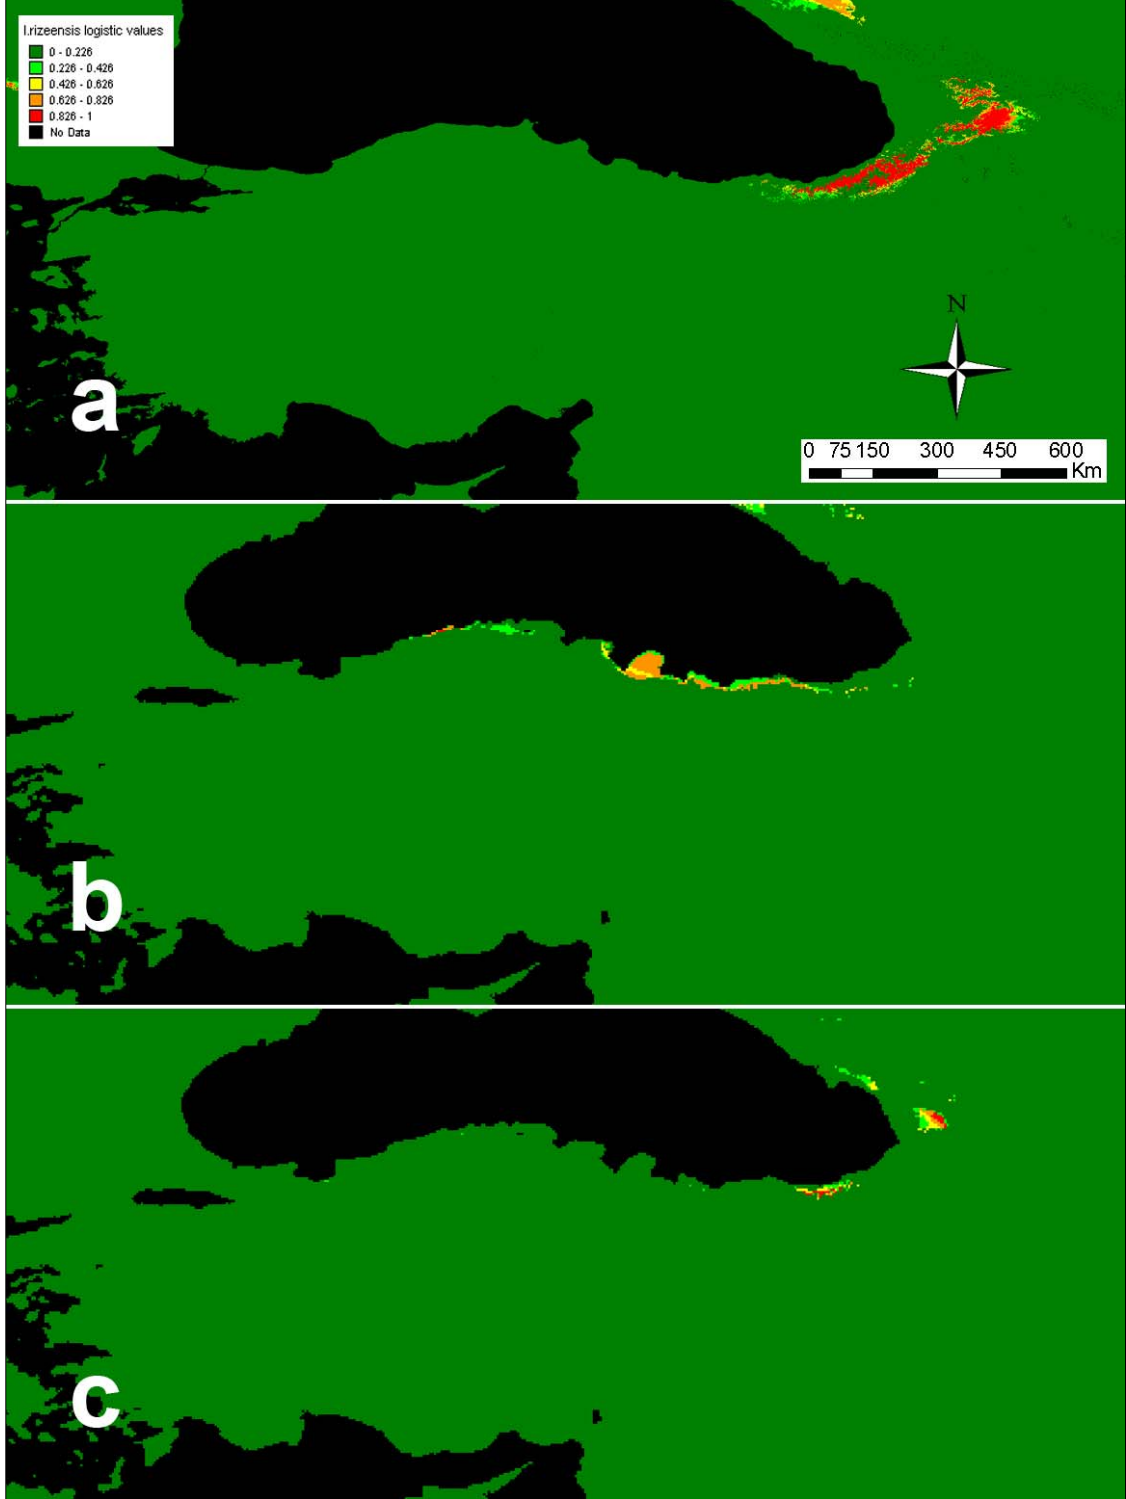 I.rizeensis logistic values
0 - 0.226
0.226 - 0.426
0.426 - 0.626
0.626 - 0.826
0.826 - 1
No Data
N
a
0 75 150 300 450 600
Km
b
c